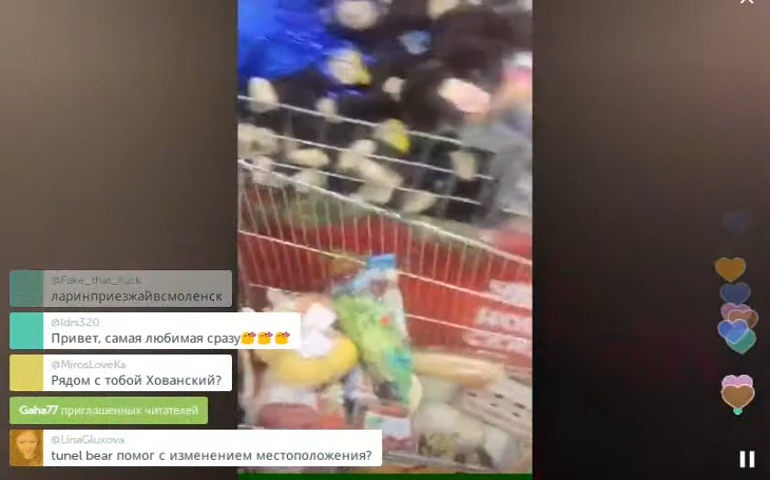 @Fake_that_
ларинприезжайвсмоленск
@ldrs320
Привет, самая любимая сразу
@MirosLoveKa
Рядом с тобой Хованский?
Gaha77 приглашенных читателей
@LinaGluxova
tunel bear помог с изменением местоположения?